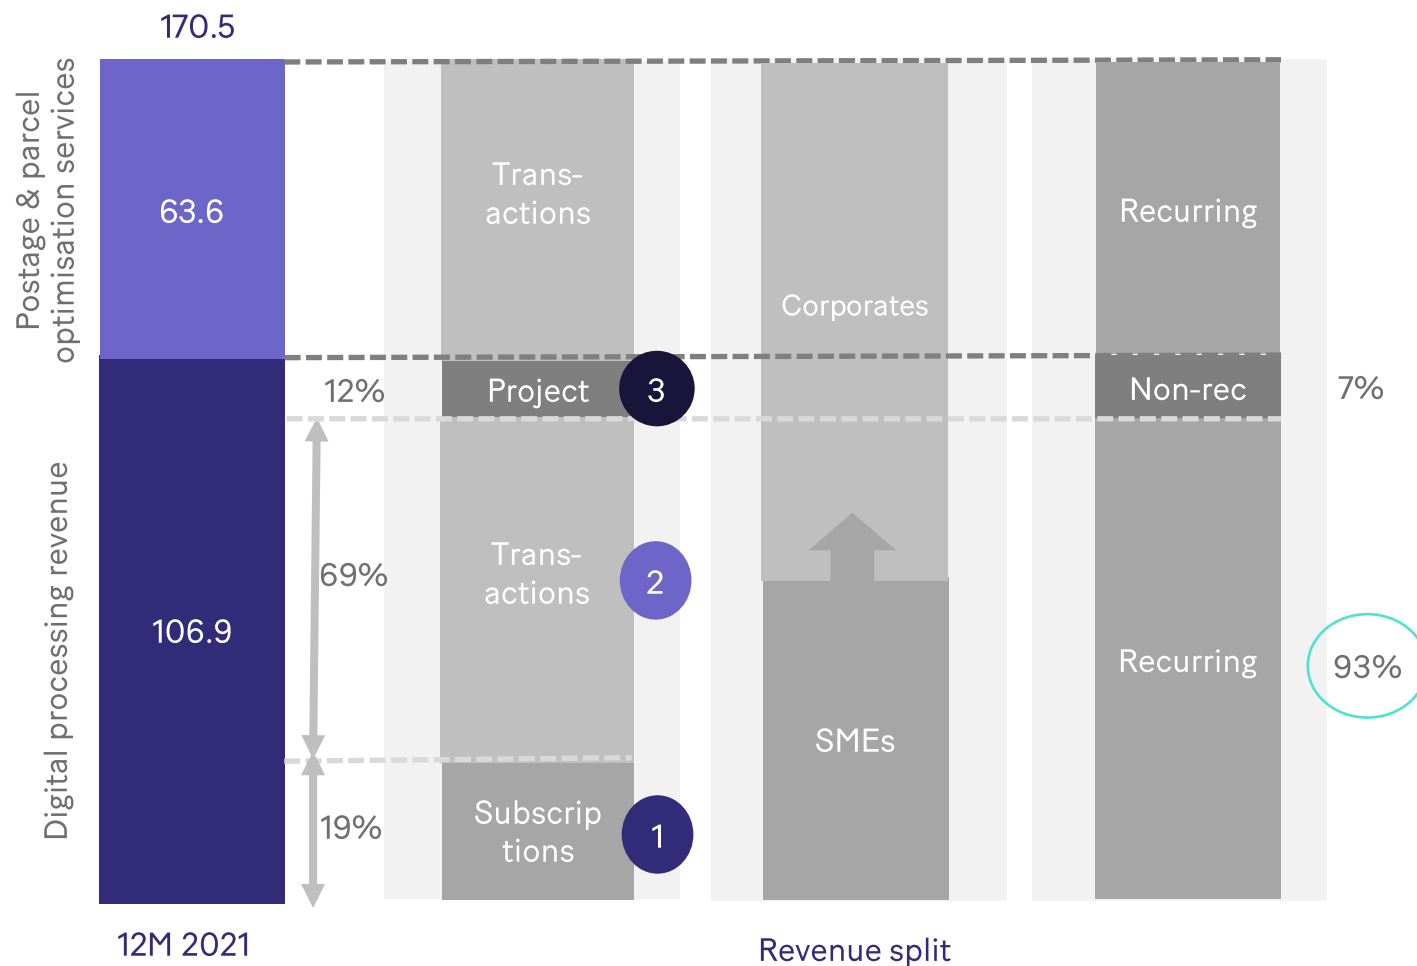 170.5
Postage & parcel
optimisation services
63.6
Trans-
actions
Corporates
Recurring
12%
Project
3
Non-rec
7%
Digital processing revenue
106.9
69%
Trans-
actions
2
Recurring
93%
SMEs
19%
Subscrip
tions
1
12M 2021
Revenue split